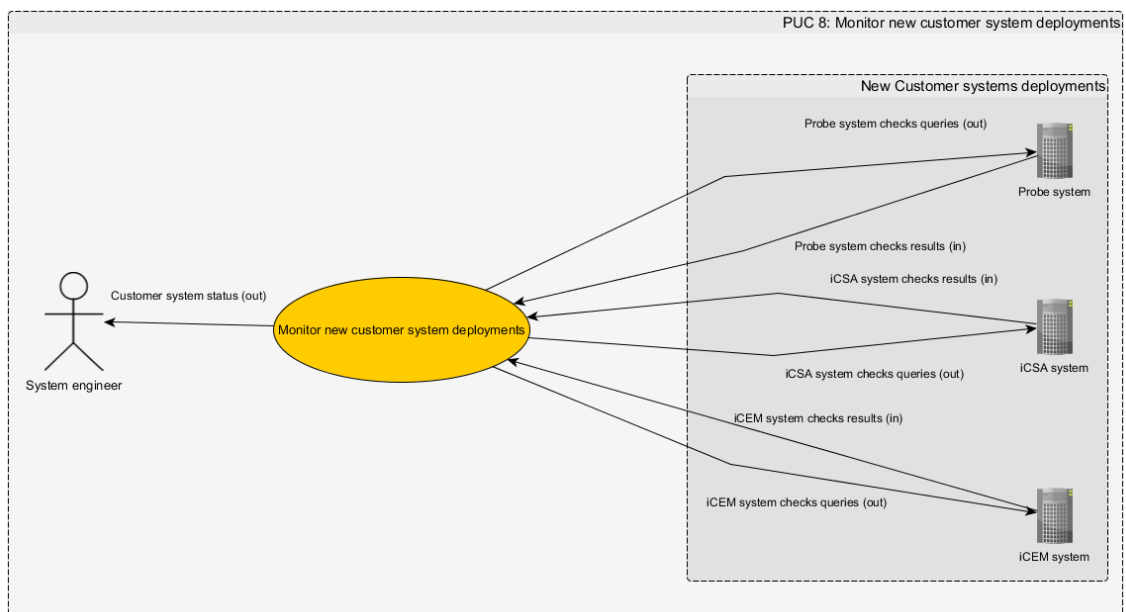 PUC 8: Monitor new customer system deployments
New Customer systems deployments
Probe system checks queries (out)
Probe system
Probe system checks results (in)
iCSA system checks results (in)
Customer system status (out)
Monitor new customer system deployments
iCSA system
iCSA system checks queries (out)
System engineer
iCEM system checks results (in)
iCEM system checks queries (out)
iCEM system